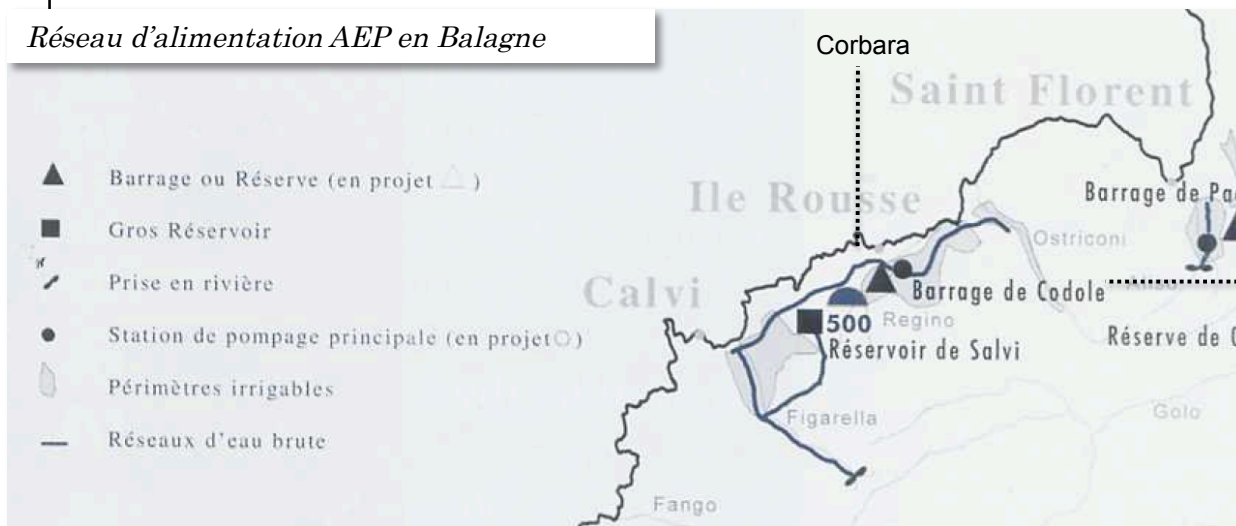 Réseau d'alimentation AEP en Balagne
Corbara
Saint Florent
Barrage ou Réserve (en projet )
Gros Réservoir
Prise en rivière
Station de pompage principale (en projet )
Périmètres irrigables
Réseaux d'eau brute
Ile Rousse
Calvi
Barrage de
Ostriconi
Barrage de Codole
500
Regino
Réservoir de Salvi
Réserve de
Figarella
Golo
Fango